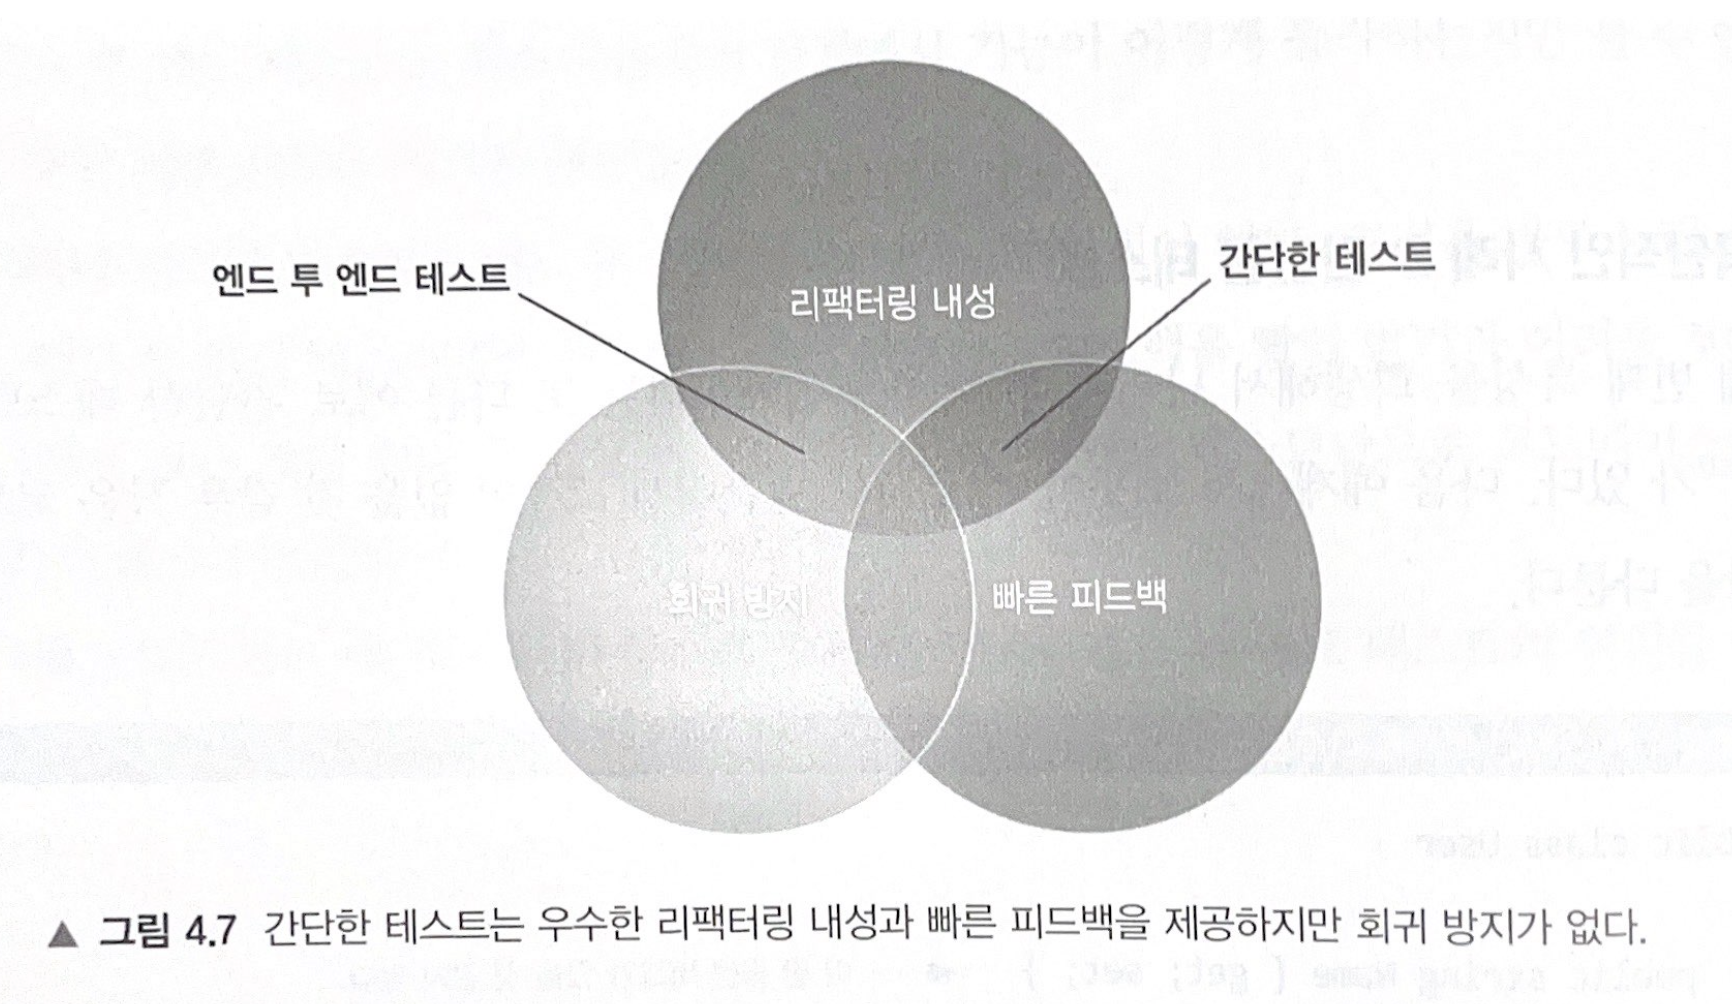 엔드 투 엔드 테스트
간단한 테스트
리팩터링 내성
회귀 방지
빠른 피드백
▲ 그림 4.7 간단한 테스트는 우수한 리팩터링 내성과 빠른 피드백을 제공하지만 회귀 방지가 없다.